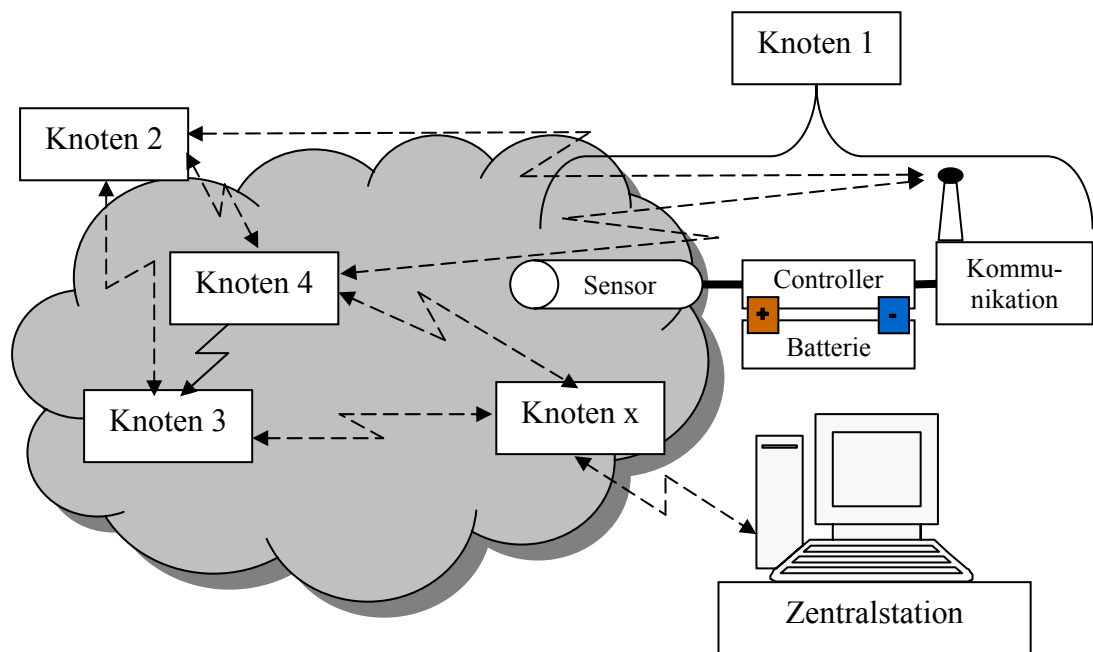 Knoten 1
Knoten 2
Knoten 4
Sensor
Controller
Kommu-
nikation
+
-
Batterie
Knoten 3
Knoten x
Zentralstation